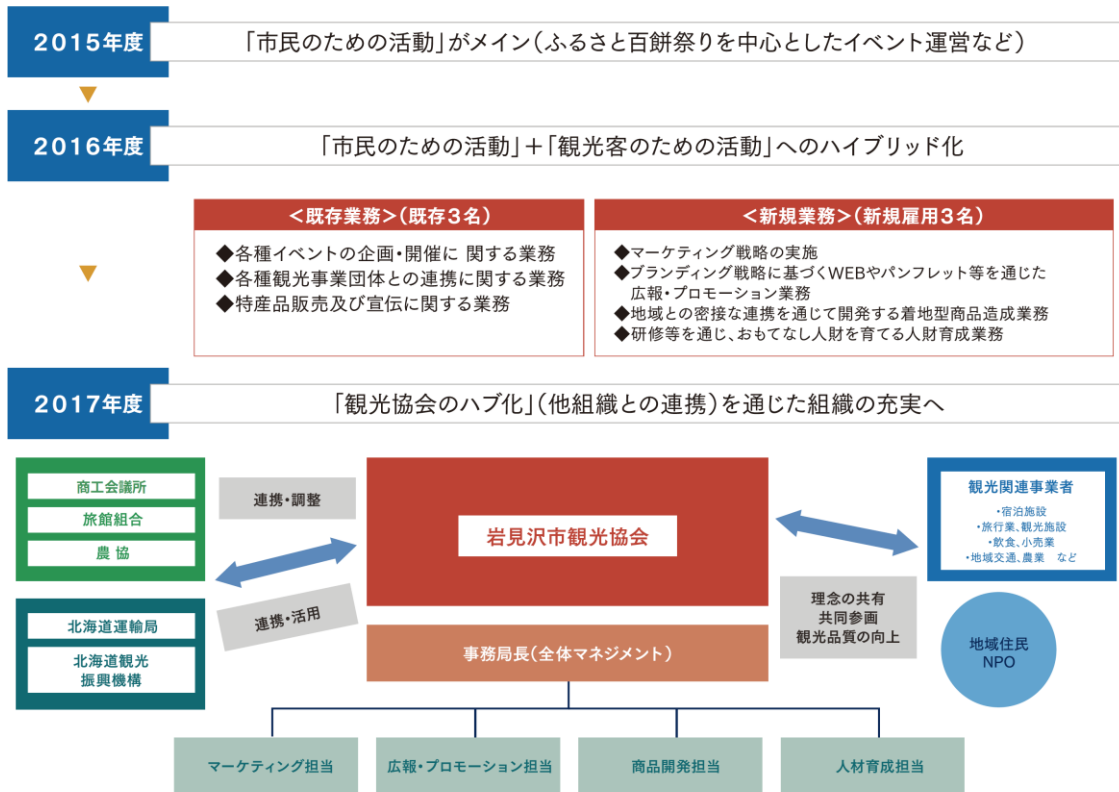 2015年度
「市民のための活動」がメイン(ふるさと百餅祭りを中心としたイベント運営など)
2016年度
「市民のための活動」+「観光客のための活動」へのハイブリッド化
<既存業務>(既存3名)
◆各種イベントの企画・開催に 関する業務
◆各種観光事業団体との連携に関する業務
◆特産品販売及び宣伝に関する業務
<新規業務>(新規雇用3名)
◆マーケティング戦略の実施
◆ブランディング戦略に基づくWEBやパンフレット等を通じた
広報・プロモーション業務
◆地域との密接な連携を通じて開発する着地型商品造成業務
◆研修等を通じ、おもてなし人財を育てる人財育成業務
2017年度
「観光協会のハブ化」(他組織との連携)を通じた組織の充実へ
商工会議所
旅館組合
農 協
北海道運輸局
北海道観光
振興機構
連携・調整
連携・活用
岩見沢市観光協会
事務局長(全体マネジメント)
理念の共有
共同参画
観光品質の向上
観光関連事業者
・宿泊施設
・旅行業、観光施設
・飲食、小売業
・地域交通、農業 など
地域住民
NPO
マーケティング担当
広報・プロモーション担当
商品開発担当
人材育成担当